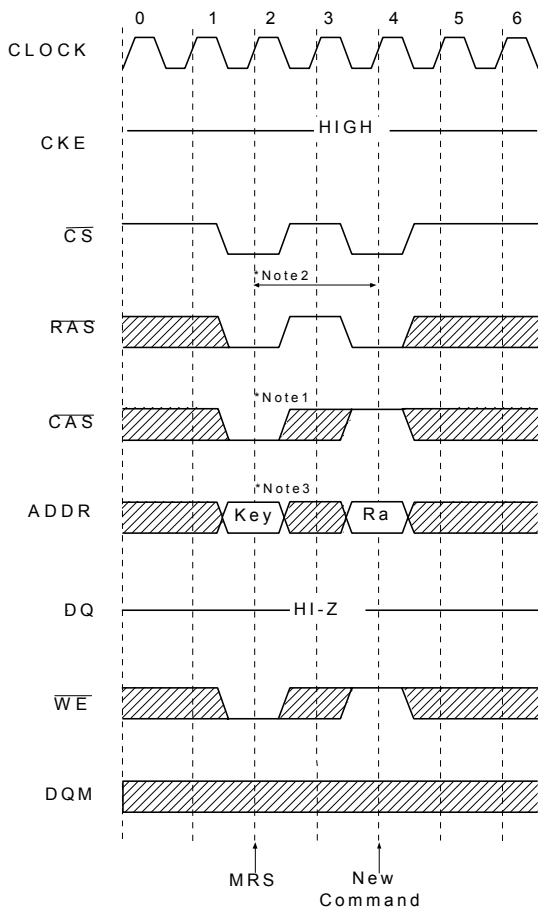 0 1 2 3 4 5 6
CLOCK
HIGH
CKE
CS
*Note2
RAS
*Note1
CAS
*Note3
ADDR Key Ra
DQ HI-Z
WE
DQM
MRS New
Command